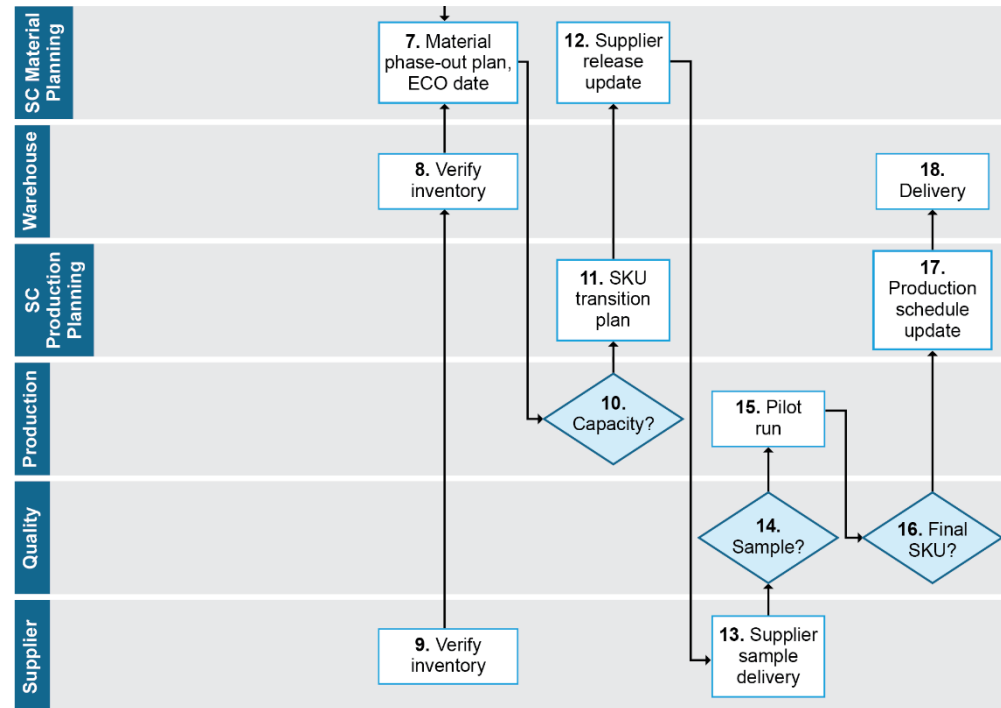 SC Material
Planning
7. Material
phase-out plan,
ECO date
12. Supplier
release
update
Warehouse
8. Verify
inventory
18.
Delivery
SC
Production
Planning
11. SKU
transition
plan
17.
Production
schedule
update
Production
10.
Capacity?
15. Pilot
run
Quality
14.
Sample?
16. Final
SKU?
Supplier
9. Verify
inventory
13. Supplier
sample
delivery